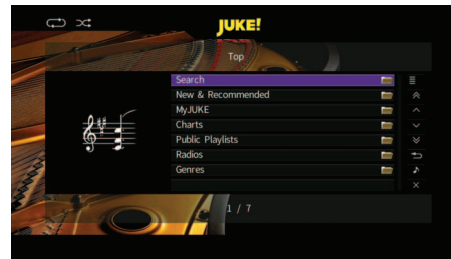 JUKE!
Top
Search
New & Recommended
MyJUKE
Charts
Public Playlists
Radios
Genres
1 / 7